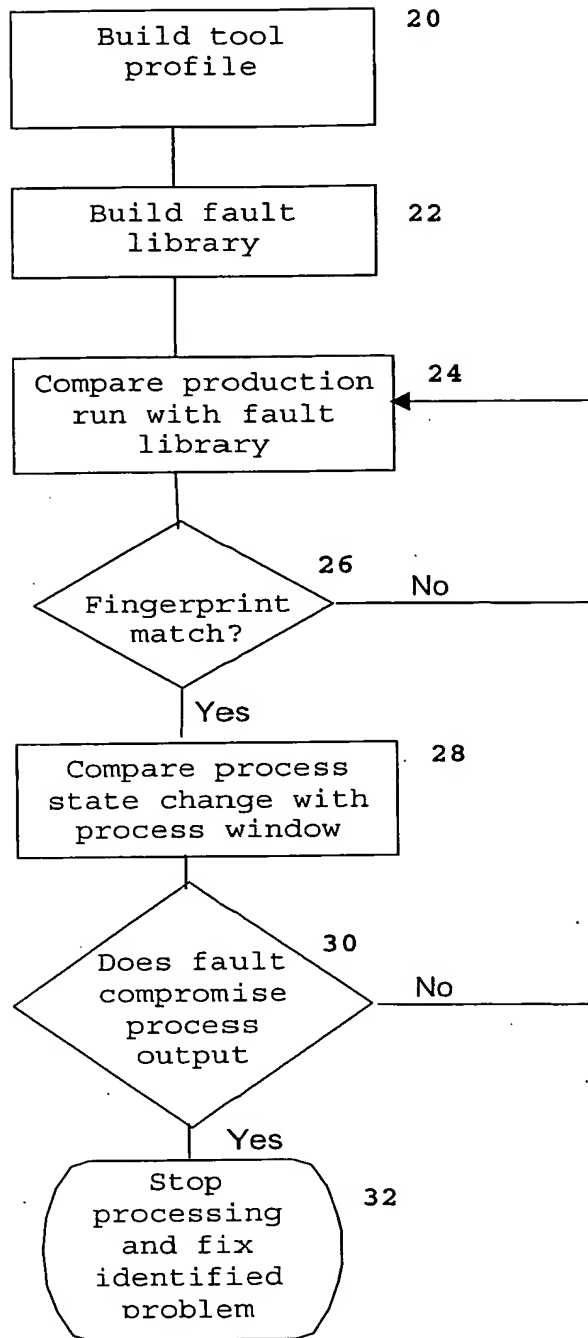 20
Build tool
profile
22
Build fault
library
24
Compare production
run with fault
library
26
No
Fingerprint
match?
Yes
28
Compare process
state change with
process window
30
Does fault
compromise
process
output
No
Yes
32
Stop
processing
and fix
identified
problem